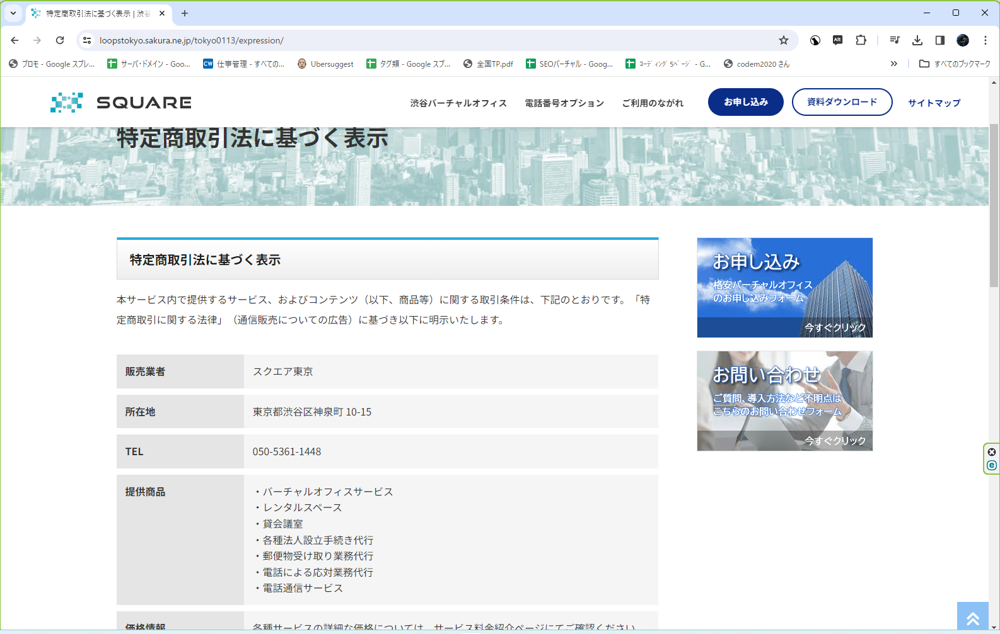 特定商取引法に基づく表示 | 渋谷
loopstokyo.sakura.ne.jp/tokyo0113/expression/
プロモ - Google スプレ...
サーバ・ドメイン - Goo...
仕事管理 - すべての...
Ubersuggest
タグ類 - Google スプ...
全国TP.pdf
SEOバーチャル - Goog...
コーディング 5ページ - G...
codem2020 さん
すべてのブックマーク
SQUARE
渋谷バーチャルオフィス
電話番号オプション
ご利用のながれ
お申し込み
資料ダウンロード
サイトマップ
特定商取引法に基づく表示
特定商取引法に基づく表示
本サービス内で提供するサービス、およびコンテンツ（以下、商品等）に関する取引条件は、下記のとおりです。「特
定商取引に関する法律」（通信販売についての広告）に基づき以下に明示いたします。
販売業者
スクエア東京
所在地
東京都渋谷区神泉町 10-15
TEL
050-5361-1448
提供商品
・バーチャルオフィスサービス
・レンタルスペース
・貸会議室
・各種法人設立手続き代行
・郵便物受け取り業務代行
・電話による応対業務代行
・電話通信サービス
価格情報
各種サービスの詳細な価格については、サービス料金紹介ページにてご確認ください。
お申し込み
格安バーチャルオフィス
のお申し込みフォーム
今すぐクリック
お問い合わせ
ご質問、導入方法など不明点は
こちらのお問い合わせフォーム
今すぐクリック